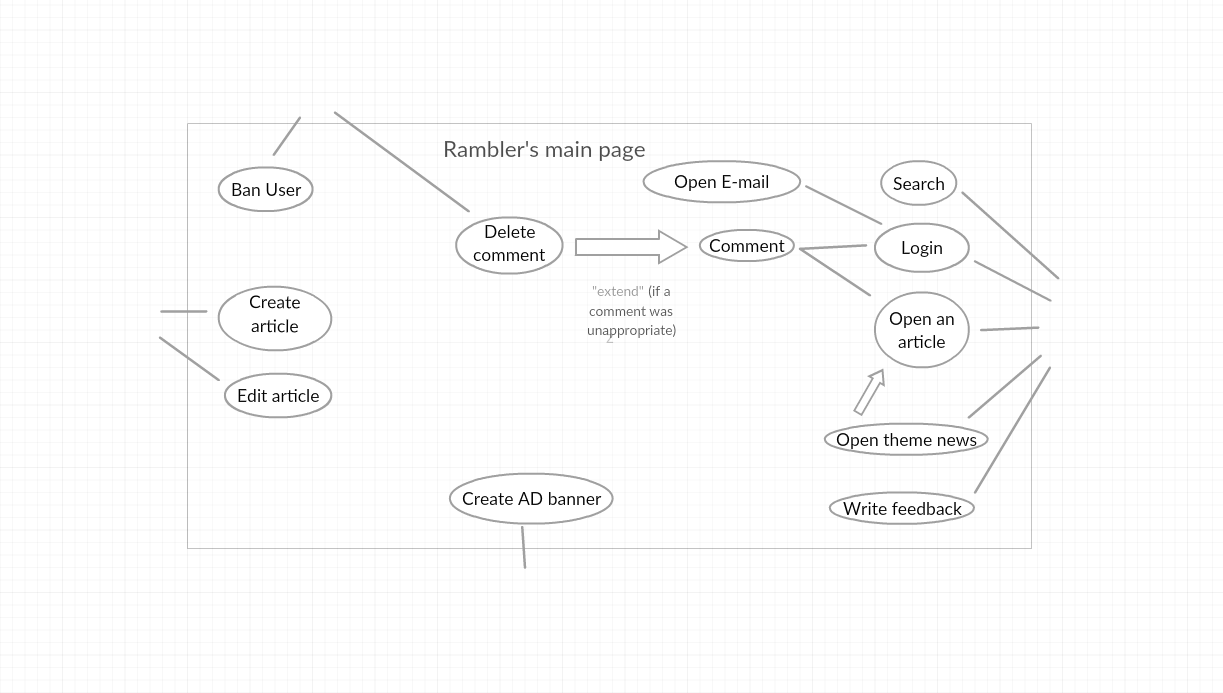 Rambler's main page
Ban User
Open E-mail
Search
Delete
comment
Comment
Login
"extend" (if a
comment was
unappropriate)
Create
article
Open an
article
Edit article
Open theme news
Create AD banner
Write feedback